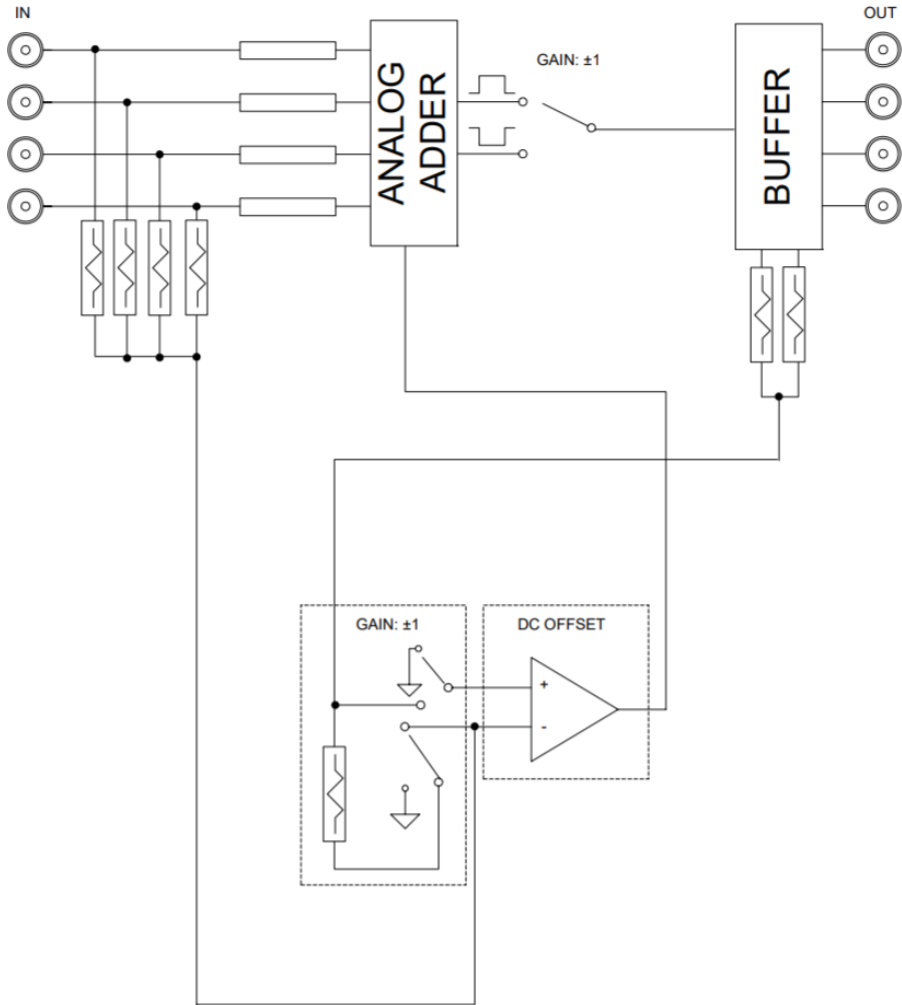 IN
OUT
GAIN: ±1
ANALOG
ADDER
BUFFER
GAIN: ±1
DC OFFSET
+
-